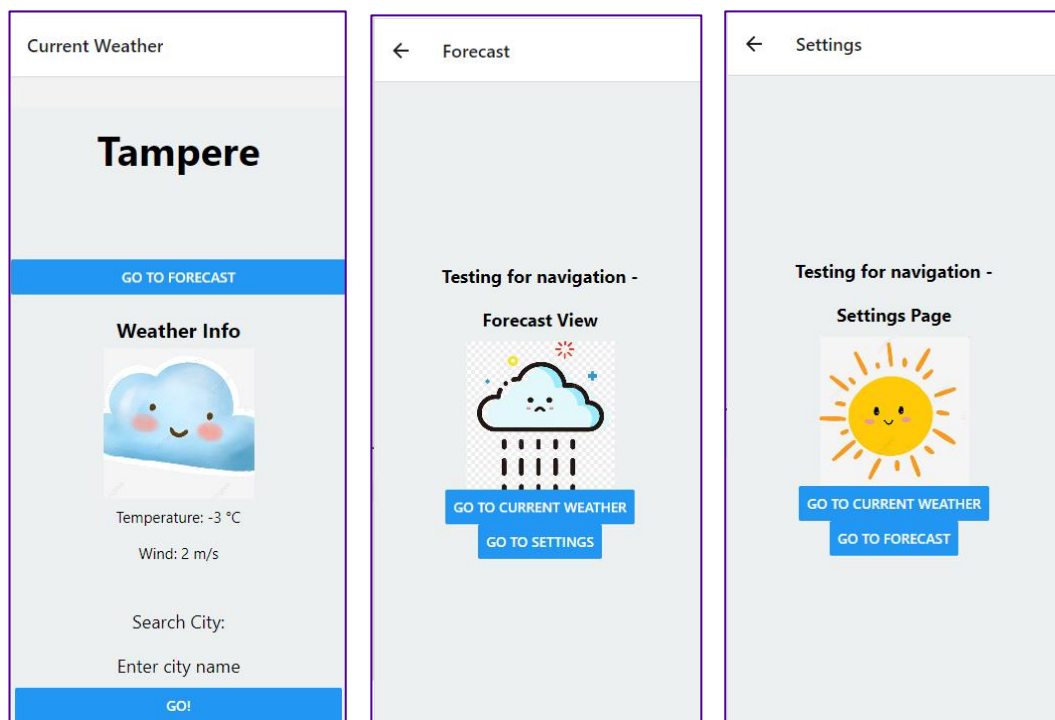 Current Weather
Tampere
GO TO FORECAST
Weather Info
Temperature: -3 °C
Wind: 2 m/s
Search City:
Enter city name
GO!
Forecast
Testing for navigation -
Forecast View
GO TO CURRENT WEATHER
GO TO SETTINGS
Settings
Testing for navigation -
Settings Page
GO TO CURRENT WEATHER
GO TO FORECAST